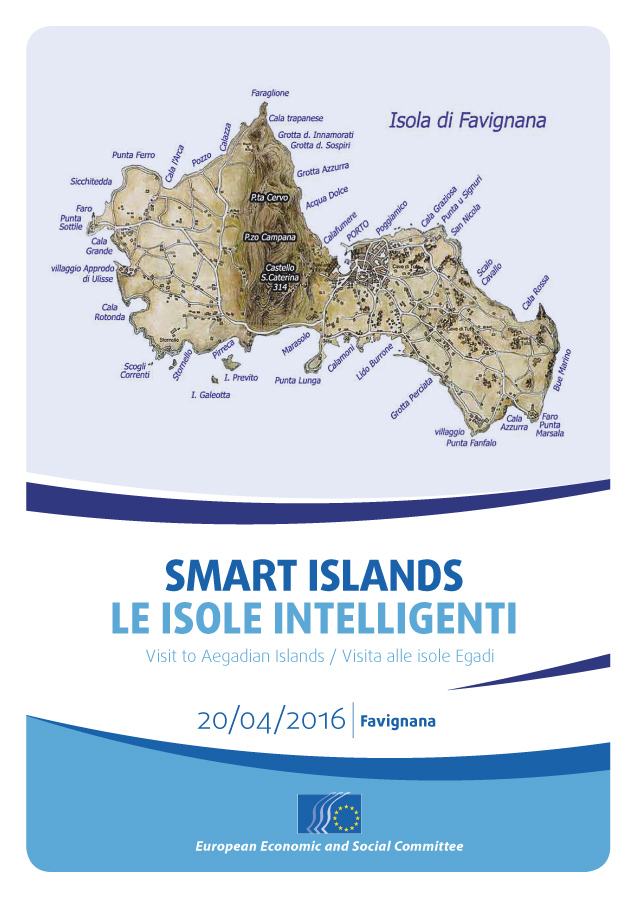 Isola di Favignana
Faraglione
Cala trapanese
Grotta d. Innamorati
Grotta d. Sospiri
Grotta Azzurra
Acqua Dolce
Calafumere
PORTO
Poggiamico
Cala Graziosa
Punta u Signuri
San Nicola
Scalo
Cavallo
Cala Rossa
Bue Marino
Faro
Punta
Marsala
Cala
Azzurra
villaggio
Punta Fanfalo
Grotta Perciata
Lido Burrone
Calamoni
Marasolo
Punta Lunga
I. Previto
I. Galeotta
Pirreca
Stornello
Stornello
Scogli
Correnti
Cala
Rotonda
villaggio Approdo
di Ulisse
Cala
Grande
Faro
Punta
Sottile
Sicchitedda
Punta Ferro
Cala l'Arca
Pozzo
Calazza
P.ta Cervo
P.zo Campana
Castello
S.Caterina
314
SMART ISLANDS
LE ISOLE INTELLIGENTI
Visit to Aegadian Islands / Visita alle isole Egadi
20/04/2016 | Favignana
European Economic and Social Committee